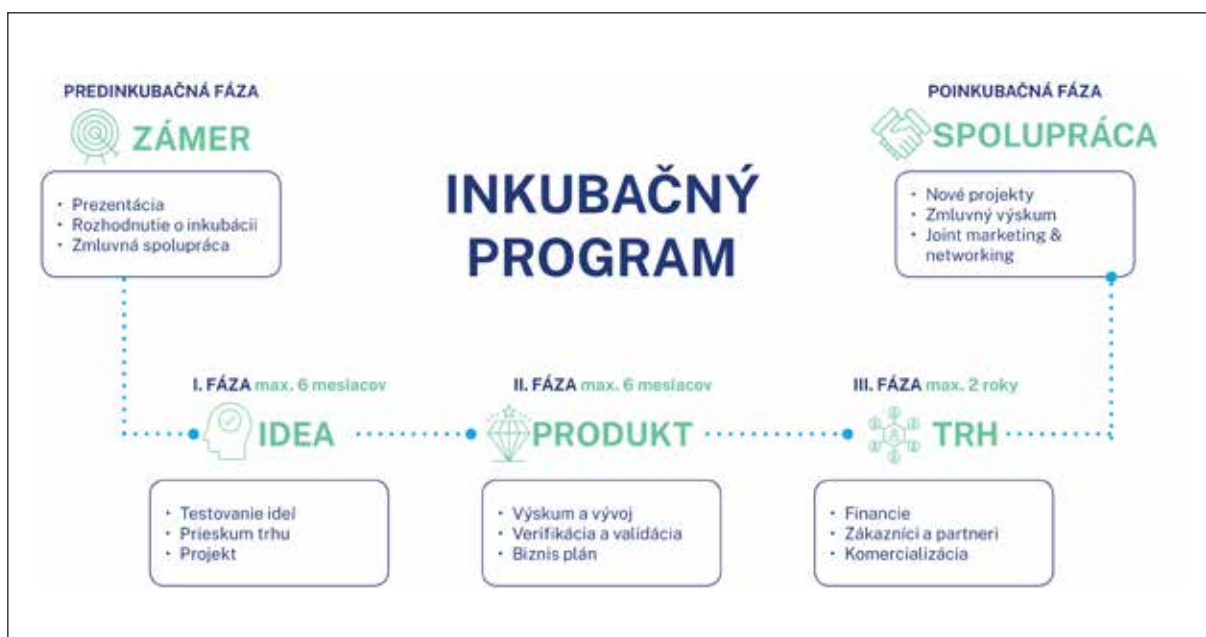 PREDINKUBAČNÁ FÁZA
ZÁMER
• Prezentácia
• Rozhodnutie o inkubácii
• Zmluvná spolupráca
INKUBAČNÝ
PROGRAM
POINKUBAČNÁ FÁZA
SPOLUPRÁCA
• Nové projekty
• Zmluvný výskum
• Joint marketing &
networking
I. FÁZA max. 6 mesiacov
IDEA
• Testovanie ideí
• Prieskum trhu
• Projekt
II. FÁZA max. 6 mesiacov
PRODUKT
• Výskum a vývoj
• Verifikácia a validácia
• Biznis plán
III. FÁZA max. 2 roky
TRH
• Financie
• Zákazníci a partneri
• Komercializácia